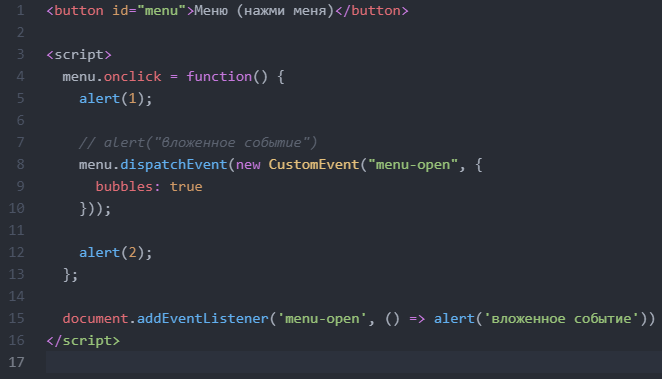 1 <button id="menu">Меню (нажми меня)</button>
2
3 <script>
4   menu.onclick = function() {
5     alert(1);
6
7     // alert("вложенное событие")
8     menu.dispatchEvent(new CustomEvent("menu-open", {
9       bubbles: true
10     }));
11
12     alert(2);
13   };
14
15   document.addEventListener('menu-open', () => alert('вложенное событие'))
16 </script>
17